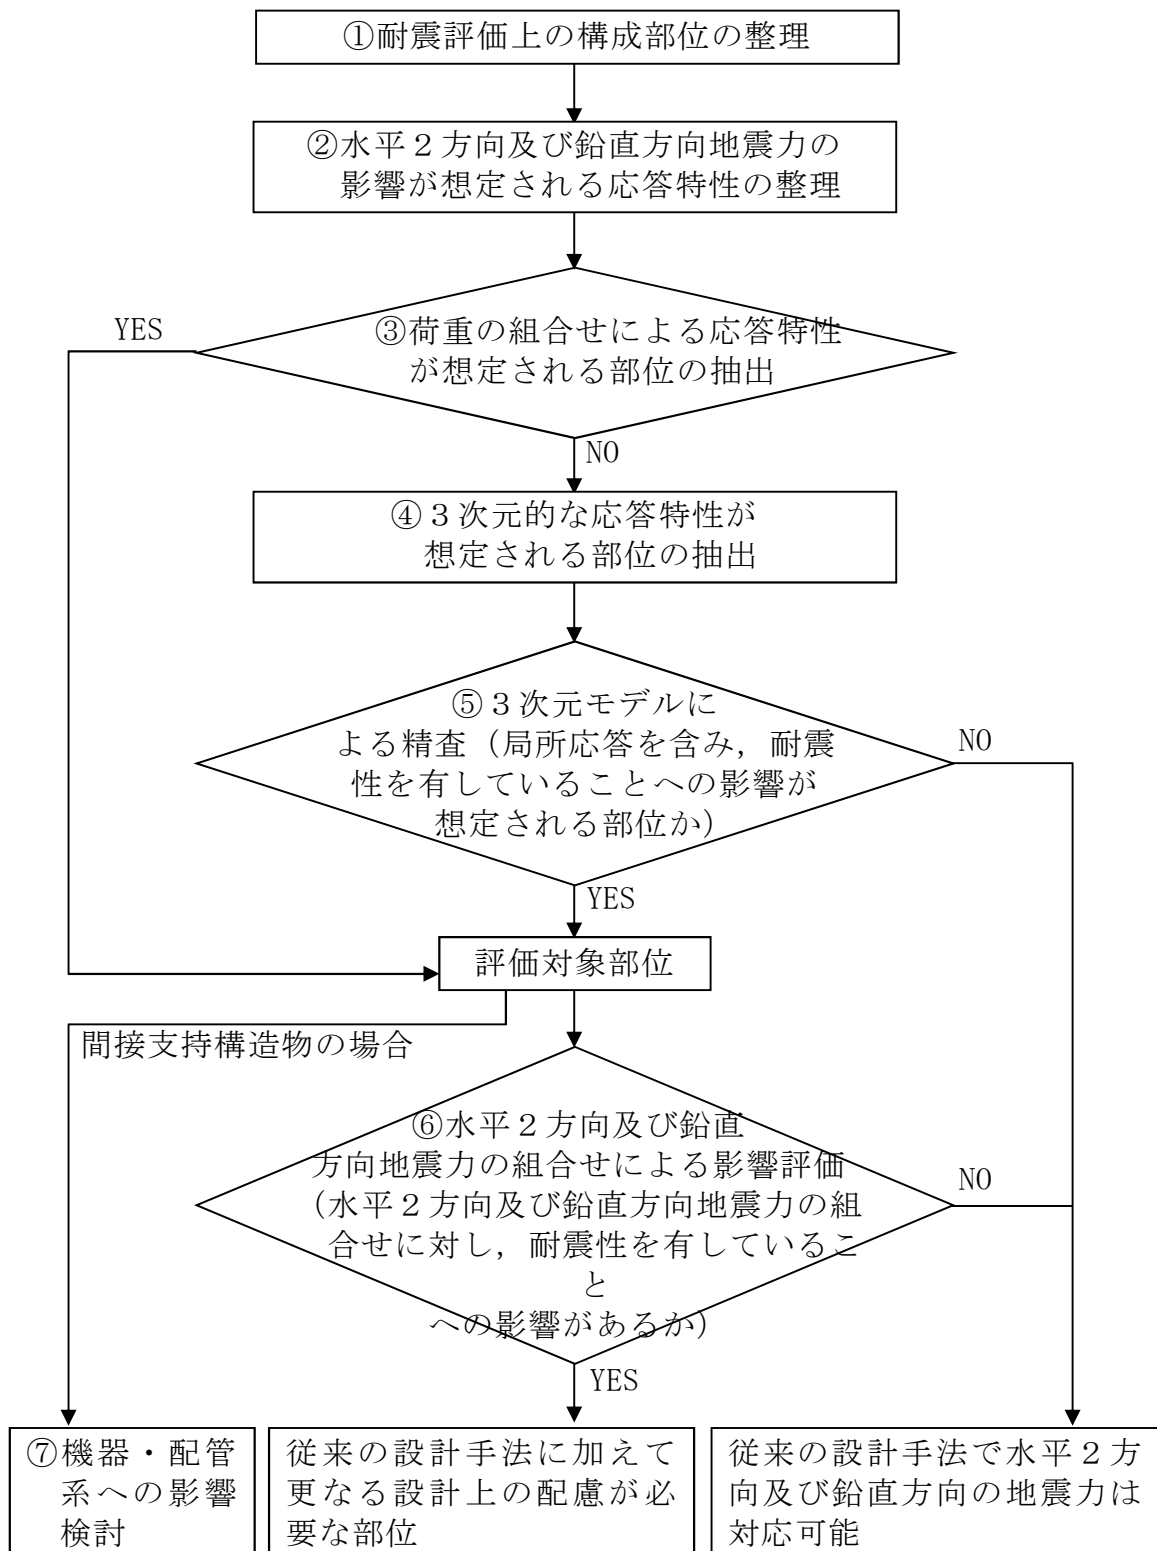 ①耐震評価上の構成部位の整理
②水平２方向及び鉛直方向地震力の
影響が想定される応答特性の整理
YES
③荷重の組合せによる応答特性
が想定される部位の抽出
NO
④３次元的な応答特性が
想定される部位の抽出
⑤３次元モデルに
よる精査（局所応答を含み，耐震
性を有していることへの影響が
想定される部位か）
NO
YES
評価対象部位
間接支持構造物の場合
⑥水平２方向及び鉛直
方向地震力の組合せによる影響評価
（水平２方向及び鉛直方向地震力の組
合せに対し，耐震性を有しているこ
と
への影響があるか）
NO
YES
⑦機器・配管
系への影響
検討
従来の設計手法に加えて
更なる設計上の配慮が必
要な部位
従来の設計手法で水平２方
向及び鉛直方向の地震力は
対応可能